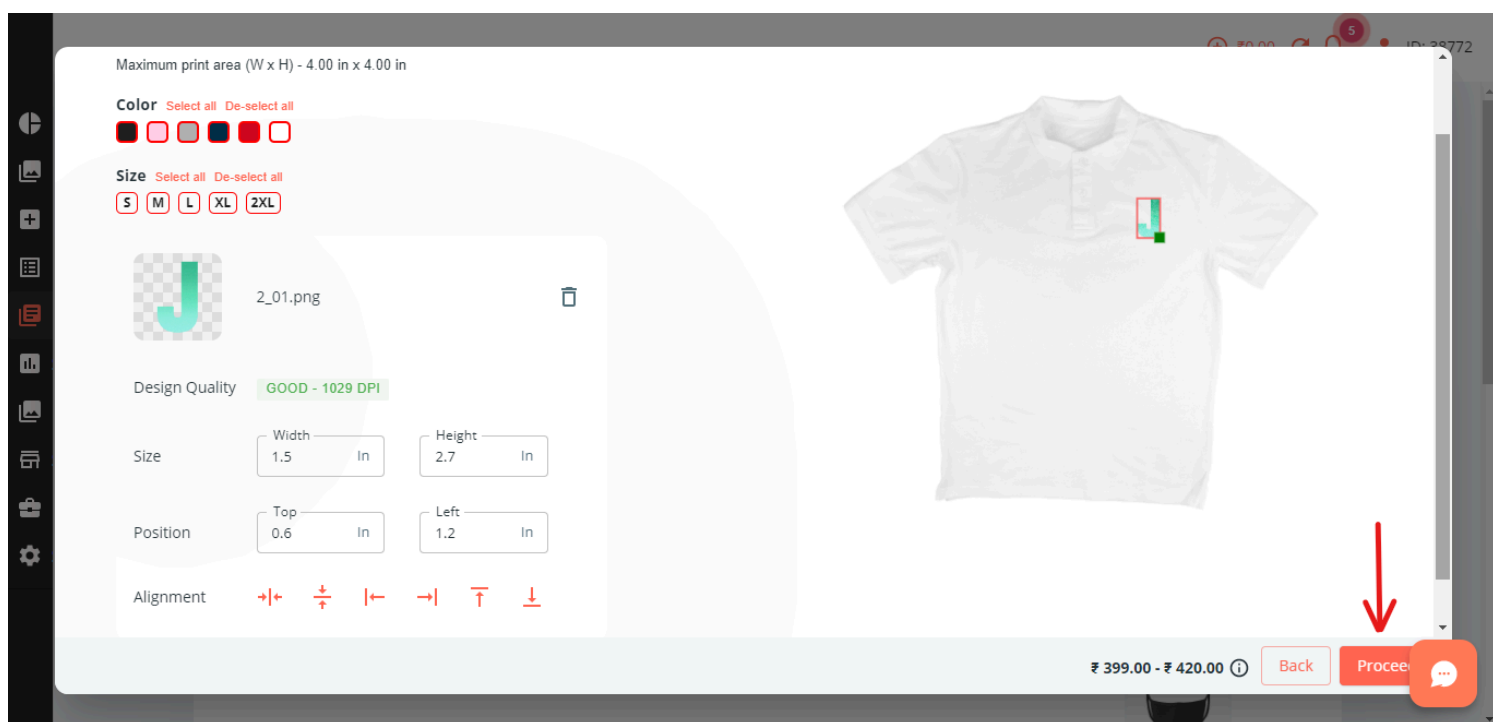 5
₹0.00 ID: 38772
Maximum print area (W x H) - 4.00 in x 4.00 in
Color Select all De-select all
Size Select all De-select all
S M L XL 2XL
J
2_01.png
J
Design Quality GOOD - 1029 DPI
Width Height
Size 1.5 In 2.7 In
Top Left
Position 0.6 In 1.2 In
Alignment
₹ 399.00 - ₹ 420.00 Back Procee